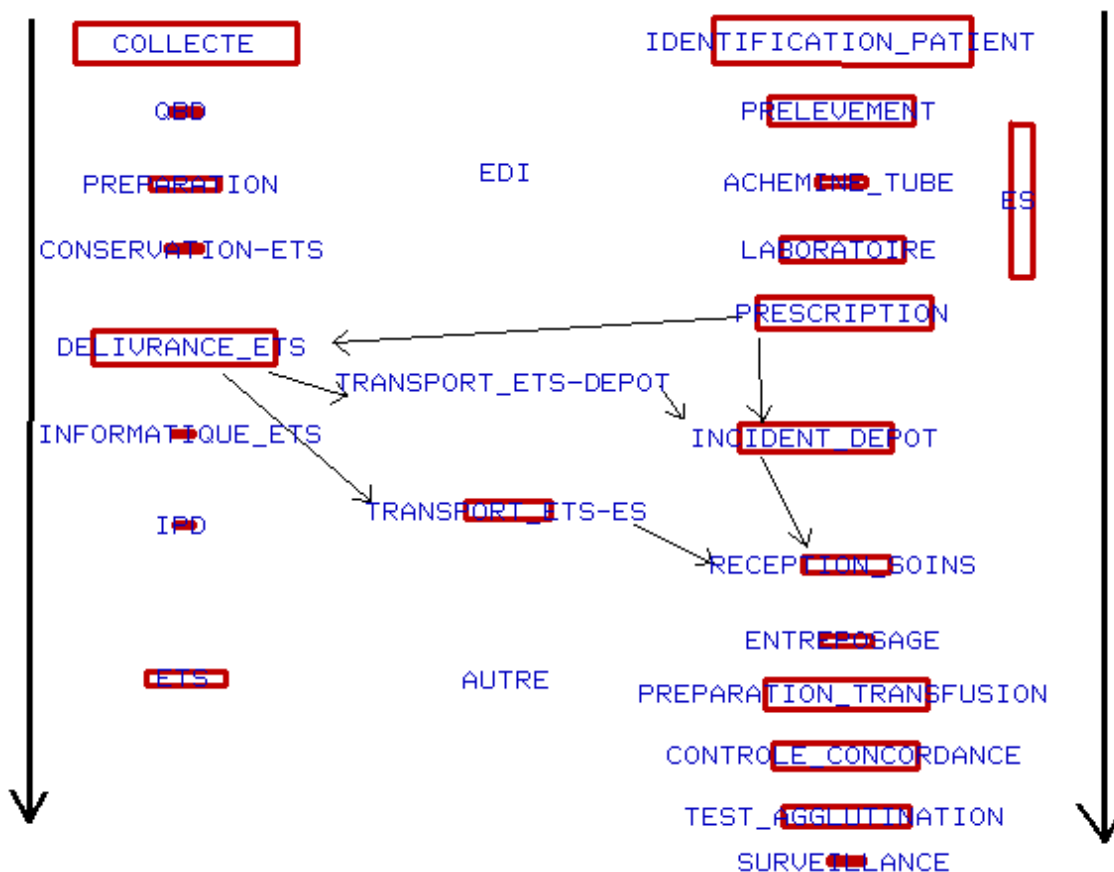 COLLECTE
IDENTIFICATION_PATIENT
QBD
PRELEVEMENT
EDI
PREPARATION
ACHEMINE_TUBE
ES
CONSERVATION-ETS
LABORATOIRE
PRESCRIPTION
DELIVRANCE_ETS
TRANSPORT_ETS-DEPOT
INFORMATIQUE_ETS
INCIDENT_DEPOT
TRANSPORT_ETS-ES
IPD
RECEPTION_SOINS
ENTREPOSAGE
ETS
AUTRE
PREPARATION_TRANSFUSION
CONTROLE_CONCORDANCE
TEST_AGGLUTINATION
SURVEILLANCE